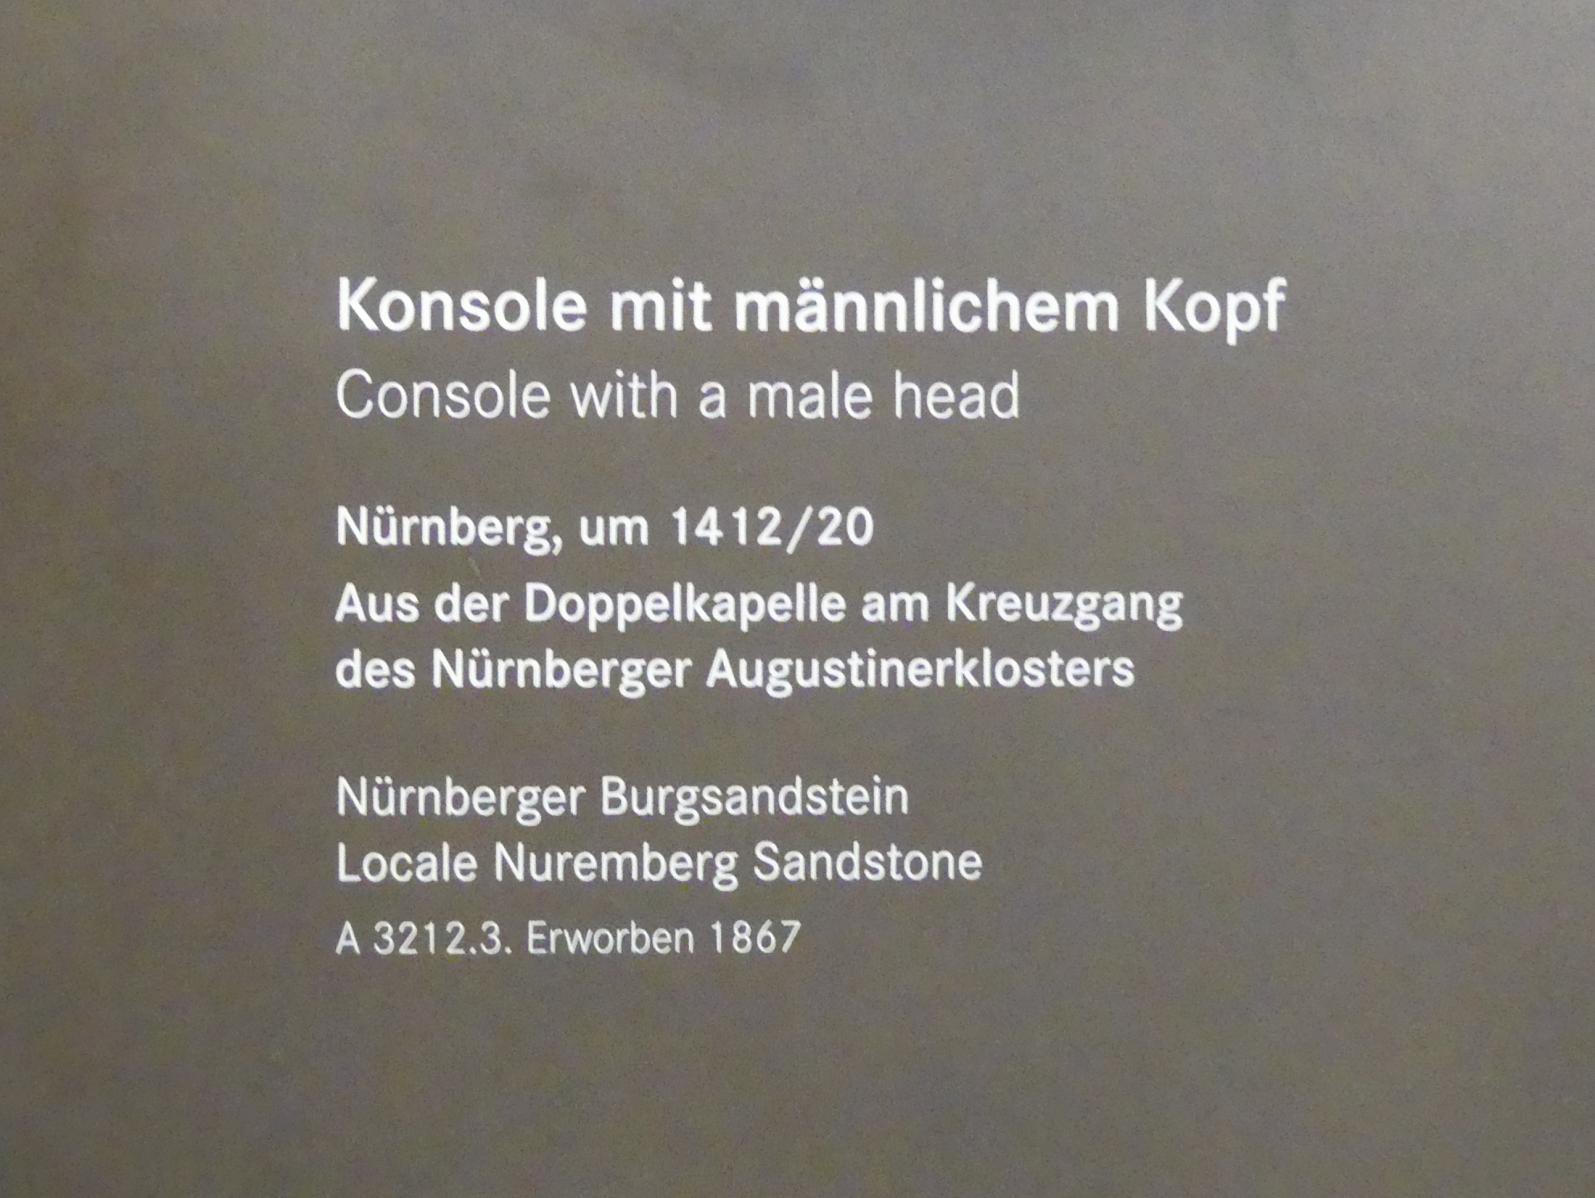 Konsole mit männlichem Kopf
Console with a male head
Nürnberg, um 1412/20
Aus der Doppelkapelle am Kreuzgang
des Nürnberger Augustinerklosters
Nürnberger Burgsandstein
Locale Nuremberg Sandstone
A 3212.3. Erworben 1867